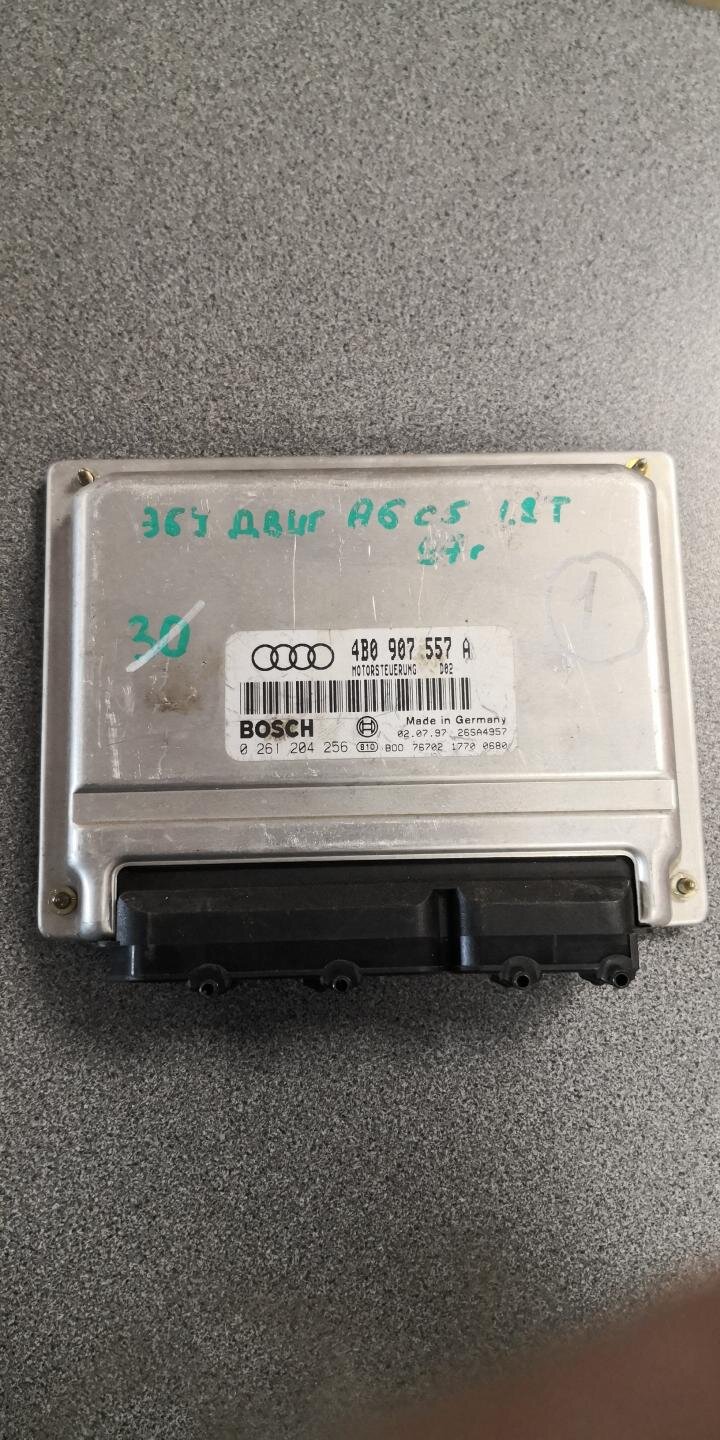 ЭБУ ДВИГ A6 C5 1.8T
97г
1
30
4B0 907 557 A
MOTORSTEUERUNG D02
BOSCH
Made in Germany
02.07.97 26SA4957
0 261 204 256 810 B00 76702 1770 0680